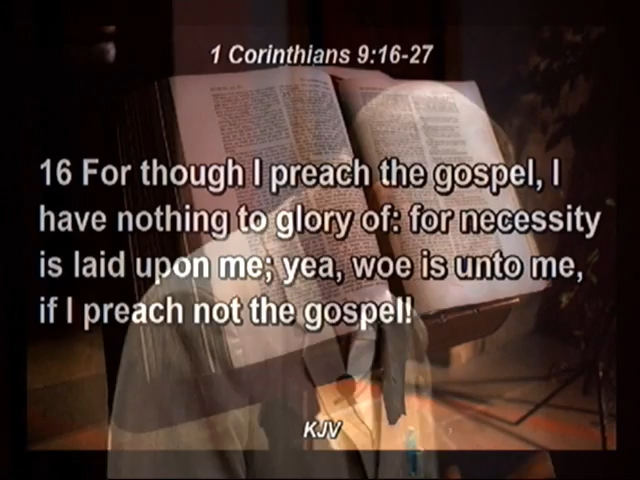 1 Corinthians 9:16-27
16 For though I preach the gospel, I
have nothing to glory of: for necessity
is laid upon me; yea, woe is unto me,
if I preach not the gospel!
KJV